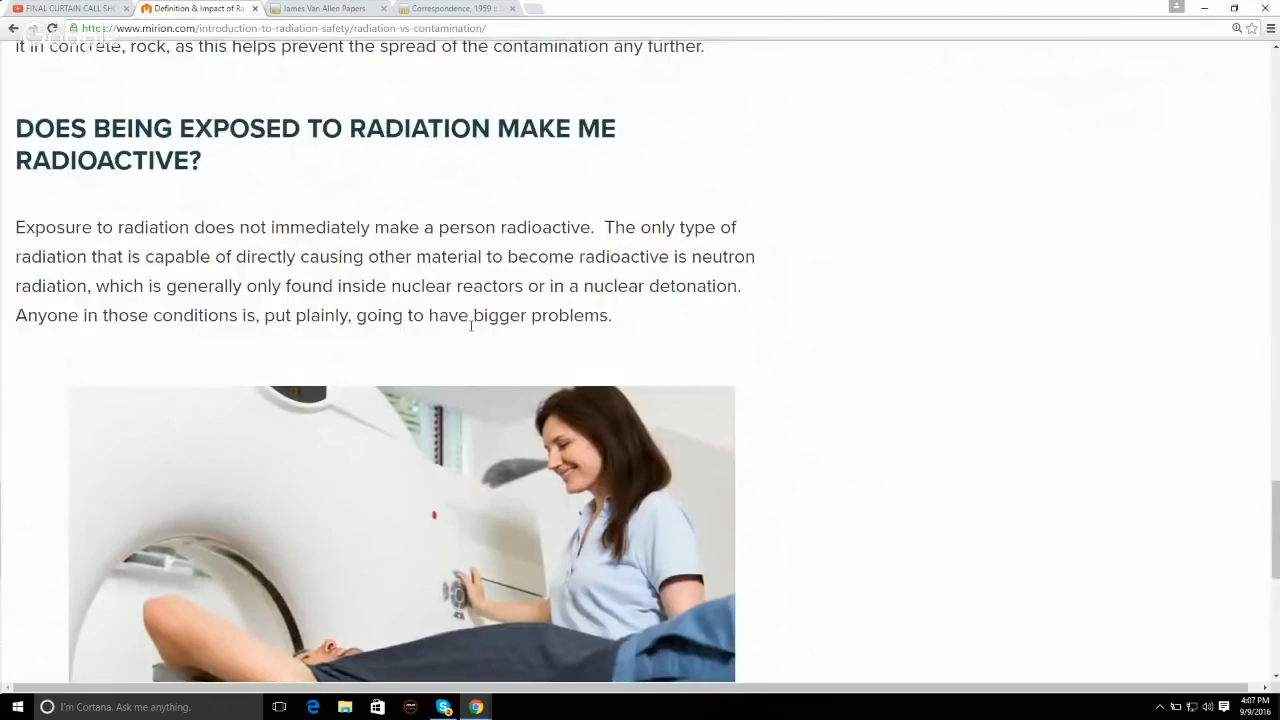 FINAL CURTAIN CALL SH
Definition & Impact of Ra
James Van Allen Papers
Correspondence, 1959 :
https://www.mirion.com/introduction-to-radiation-safety/radiation-vs-contamination/
it in concrete, rock, as this helps prevent the spread of the contamination any further.
DOES BEING EXPOSED TO RADIATION MAKE ME
RADIOACTIVE?
Exposure to radiation does not immediately make a person radioactive. The only type of
radiation that is capable of directly causing other material to become radioactive is neutron
radiation, which is generally only found inside nuclear reactors or in a nuclear detonation.
Anyone in those conditions is, put plainly, going to have bigger problems.
I'm Cortana. Ask me anything.
4:07 PM
9/9/2016